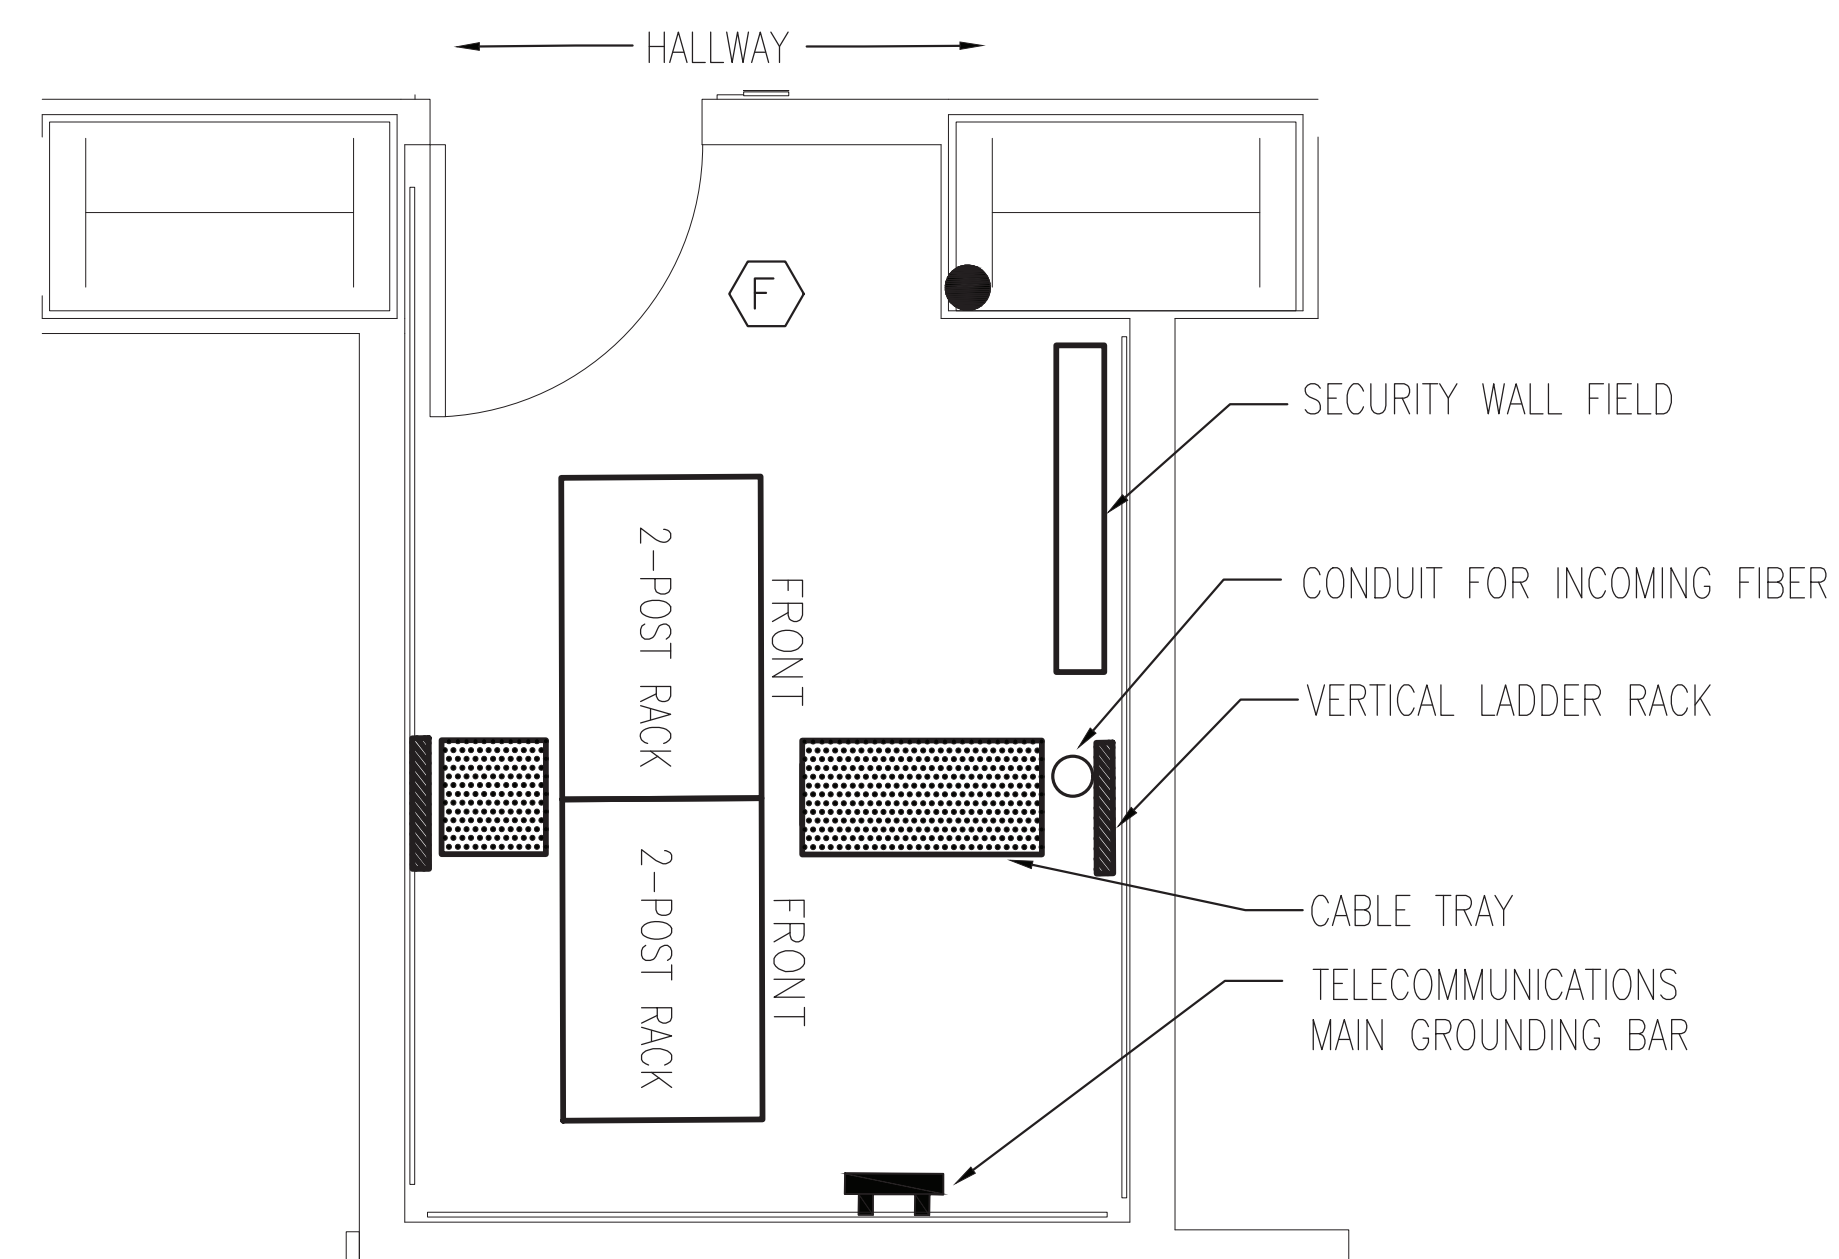 HALLWAY
F
SECURITY WALL FIELD
2-POST RACK
FRONT
CONDUIT FOR INCOMING FIBER
VERTICAL LADDER RACK
2-POST RACK
FRONT
CABLE TRAY
TELECOMMUNICATIONS
MAIN GROUNDING BAR